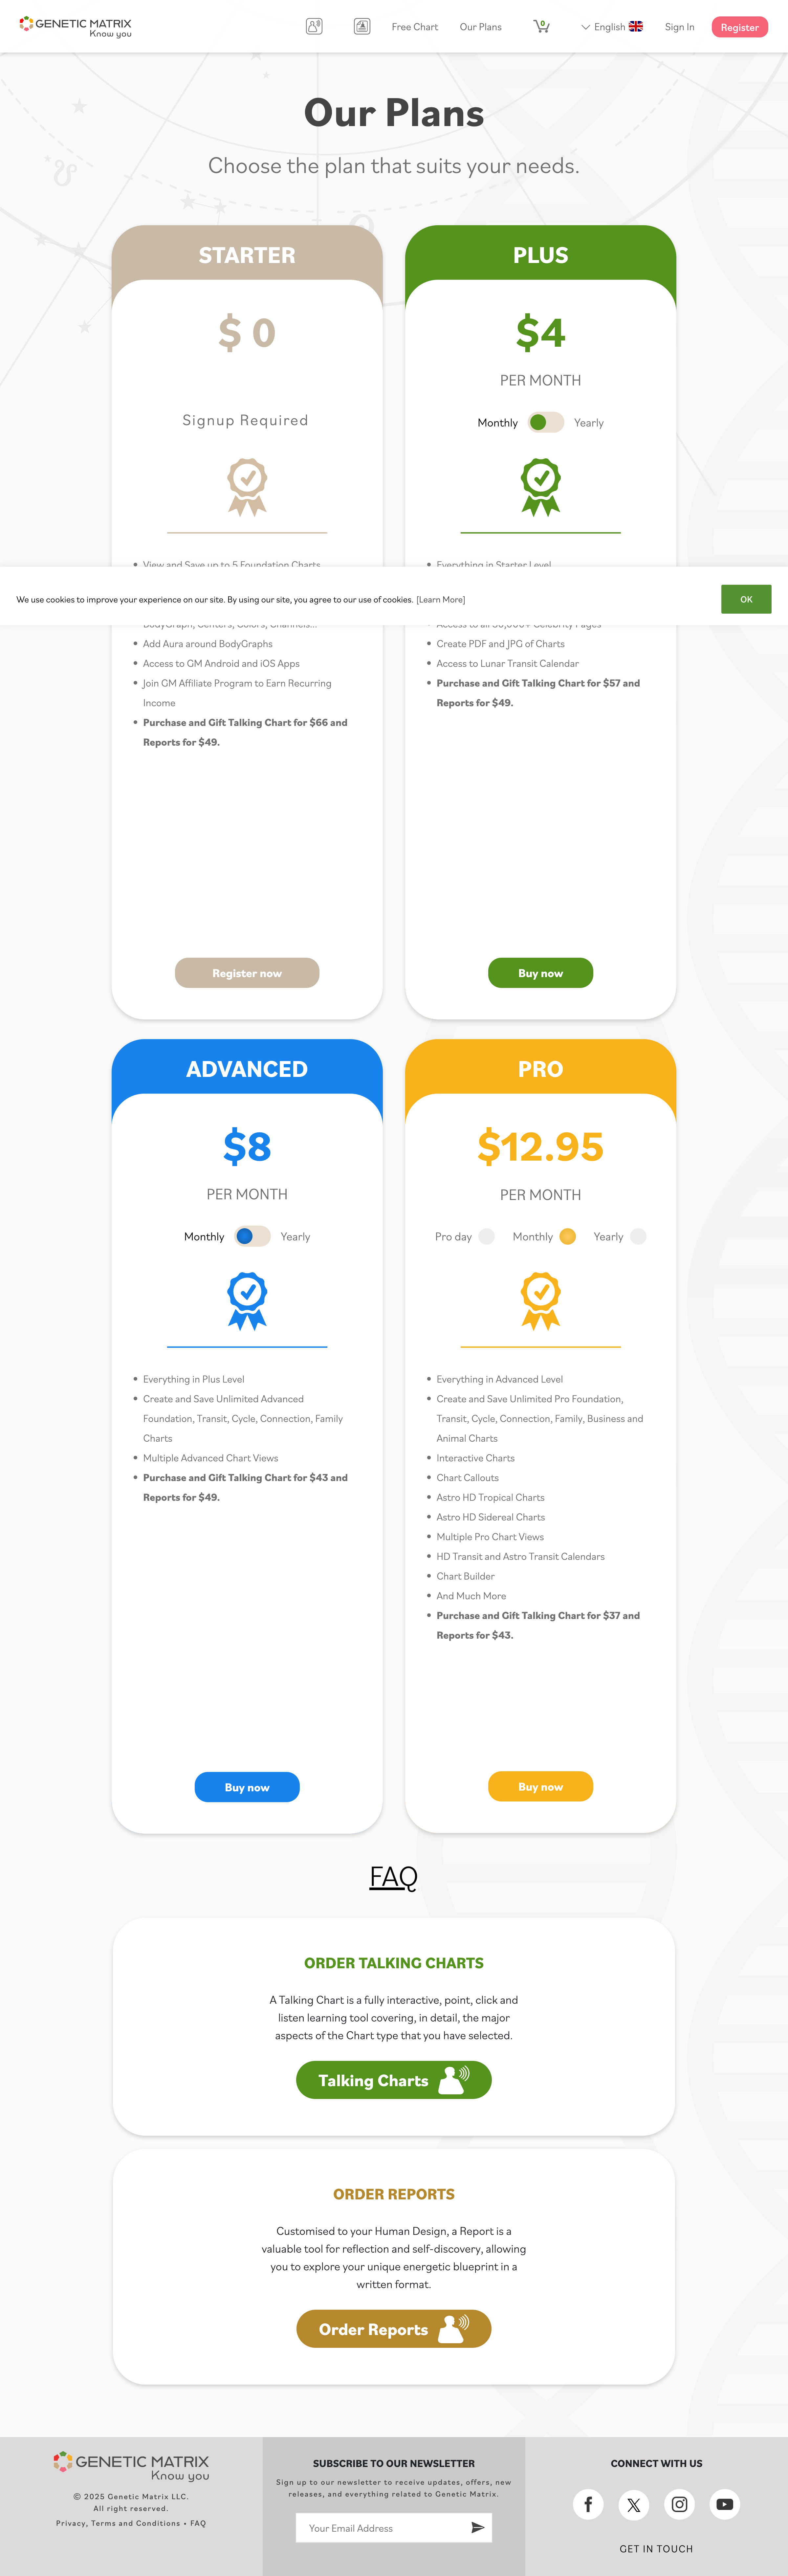 GENETIC MATRIX
Know you
Free Chart
Our Plans
0
English
Sign In
Register
Our Plans
Choose the plan that suits your needs.
STARTER
$ 0
Signup Required
View and Save up to 5 Foundation Charts
BodyGraph, Centers, Colors, Channels...
Add Aura around BodyGraphs
Access to GM Android and iOS Apps
Join GM Affiliate Program to Earn Recurring
Income
Purchase and Gift Talking Chart for $66 and
Reports for $49.
Register now
PLUS
$4
PER MONTH
Monthly
Yearly
Everything in Starter Level
Access to all 50,000+ Celebrity Pages
Create PDF and JPG of Charts
Access to Lunar Transit Calendar
Purchase and Gift Talking Chart for $57 and
Reports for $49.
Buy now
We use cookies to improve your experience on our site. By using our site, you agree to our use of cookies. [Learn More]
OK
ADVANCED
$8
PER MONTH
Monthly
Yearly
Everything in Plus Level
Create and Save Unlimited Advanced
Foundation, Transit, Cycle, Connection, Family
Charts
Multiple Advanced Chart Views
Purchase and Gift Talking Chart for $43 and
Reports for $49.
Buy now
PRO
$12.95
PER MONTH
Pro day
Monthly
Yearly
Everything in Advanced Level
Create and Save Unlimited Pro Foundation,
Transit, Cycle, Connection, Family, Business and
Animal Charts
Interactive Charts
Chart Callouts
Astro HD Tropical Charts
Astro HD Sidereal Charts
Multiple Pro Chart Views
HD Transit and Astro Transit Calendars
Chart Builder
And Much More
Purchase and Gift Talking Chart for $37 and
Reports for $43.
Buy now
FAQ
ORDER TALKING CHARTS
A Talking Chart is a fully interactive, point, click and
listen learning tool covering, in detail, the major
aspects of the Chart type that you have selected.
Talking Charts
ORDER REPORTS
Customised to your Human Design, a Report is a
valuable tool for reflection and self-discovery, allowing
you to explore your unique energetic blueprint in a
written format.
Order Reports
GENETIC MATRIX
Know you
© 2025 Genetic Matrix LLC.
All right reserved.
Privacy, Terms and Conditions • FAQ
SUBSCRIBE TO OUR NEWSLETTER
Sign up to our newsletter to receive updates, offers, new
releases, and everything related to Genetic Matrix.
Your Email Address
CONNECT WITH US
GET IN TOUCH